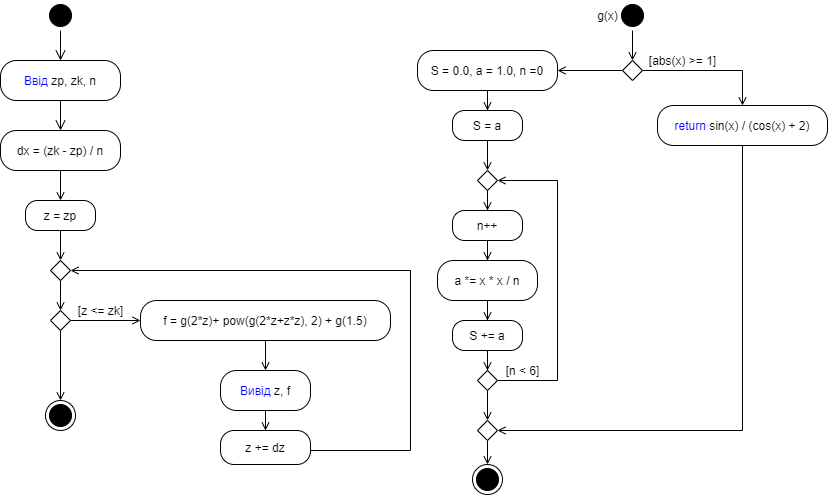 Ввід zp, zk, n
dx = (zk - zp) / n
z = zp
[z <= zk]
f = g(2*z)+ pow(g(2*z+z*z), 2) + g(1.5)
Вивід z, f
z += dz
g(x)
[abs(x) >= 1]
S = 0.0, a = 1.0, n =0
return sin(x) / (cos(x) + 2)
S = a
n++
a *= x * x / n
S += a
[n < 6]